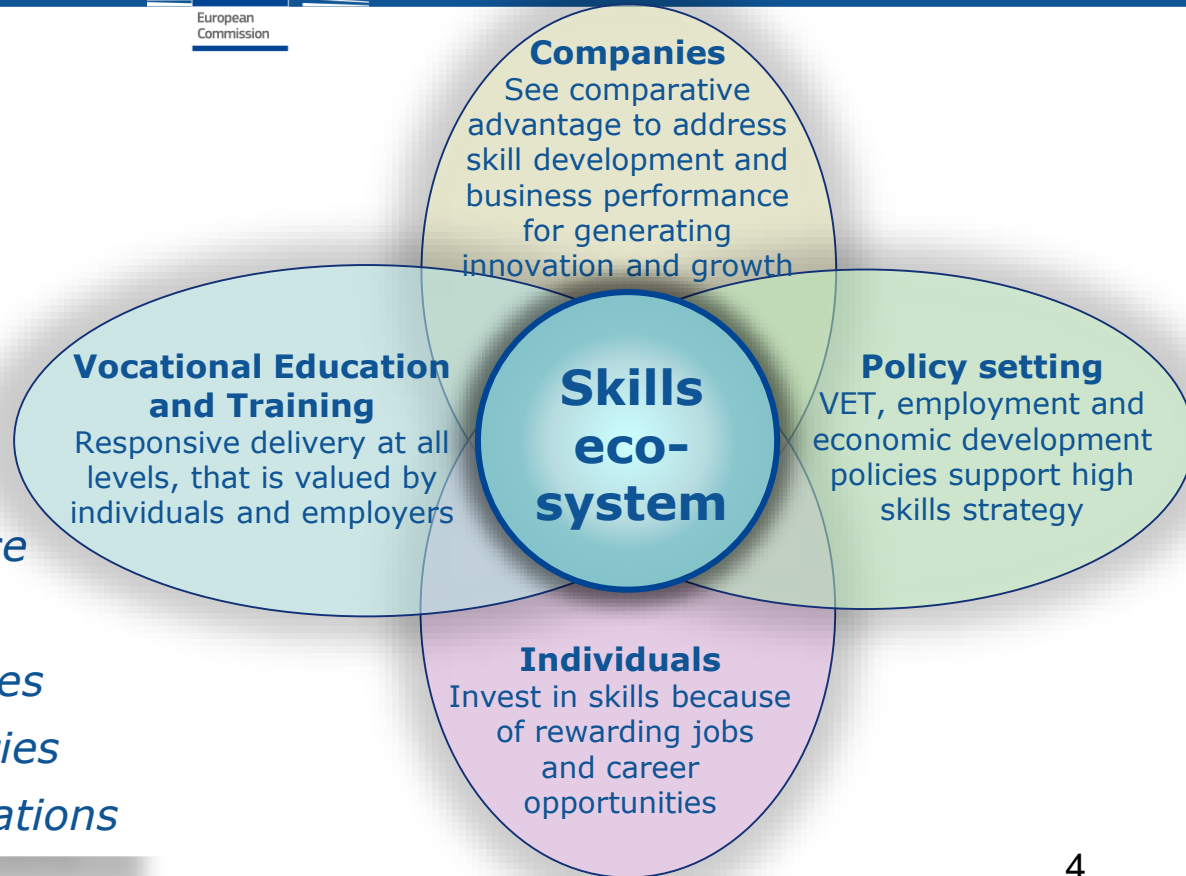 European
Commission
Companies
See comparative
advantage to address
skill development and
business performance
for generating
innovation and growth
Vocational Education
and Training
Responsive delivery at all
levels, that is valued by
individuals and employers
Skills
eco-
system
Policy setting
VET, employment and
economic development
policies support high
skills strategy
Individuals
Invest in skills because
of rewarding jobs
and career
opportunities
es
ations
4